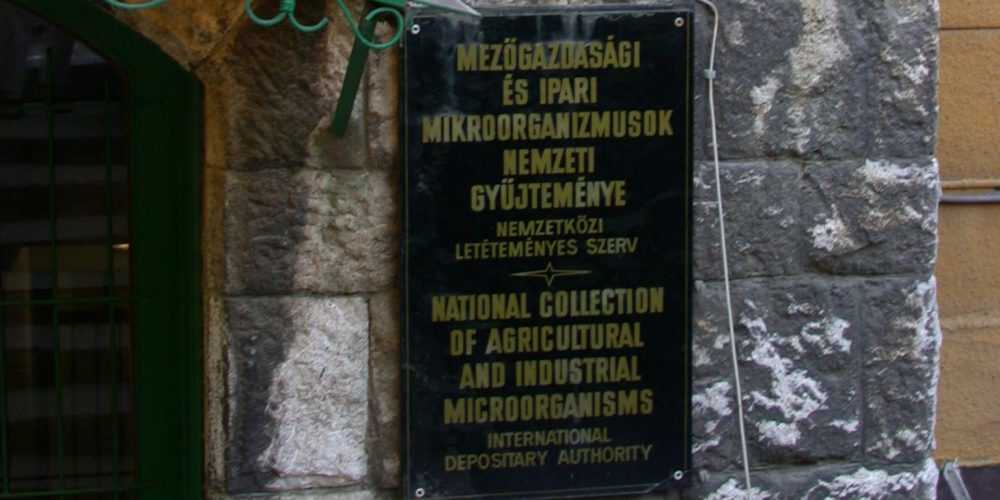 MEZŐGAZDASÁGI
ÉS IPARI
MIKROORGANIZMUSOK
NEMZETI
GYŰJTEMÉNYE
NEMZETKÖZI
LETÉTEMÉNYES SZERV
NATIONAL COLLECTION
OF AGRICULTURAL
AND INDUSTRIAL
MICROORGANISMS
INTERNATIONAL
DEPOSITARY AUTHORITY